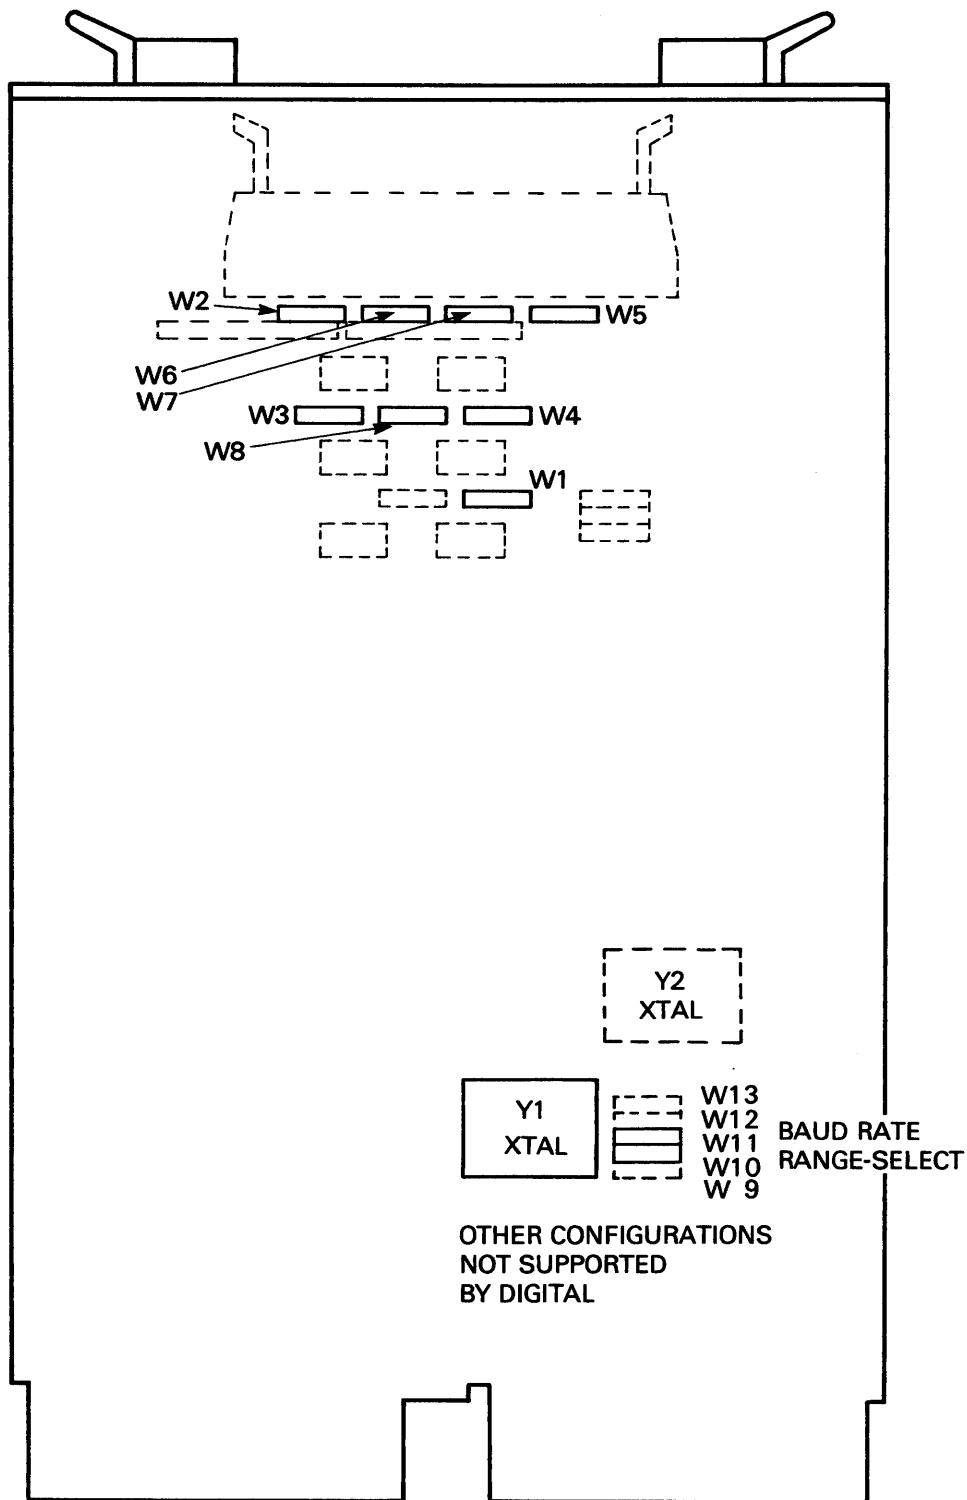 W2
W5
W6
W7
W3
W4
W8
W1
Y2
XTAL
Y1
XTAL
W13
W12
W11
W10
W 9
BAUD RATE
RANGE-SELECT
OTHER CONFIGURATIONS
NOT SUPPORTED
BY DIGITAL